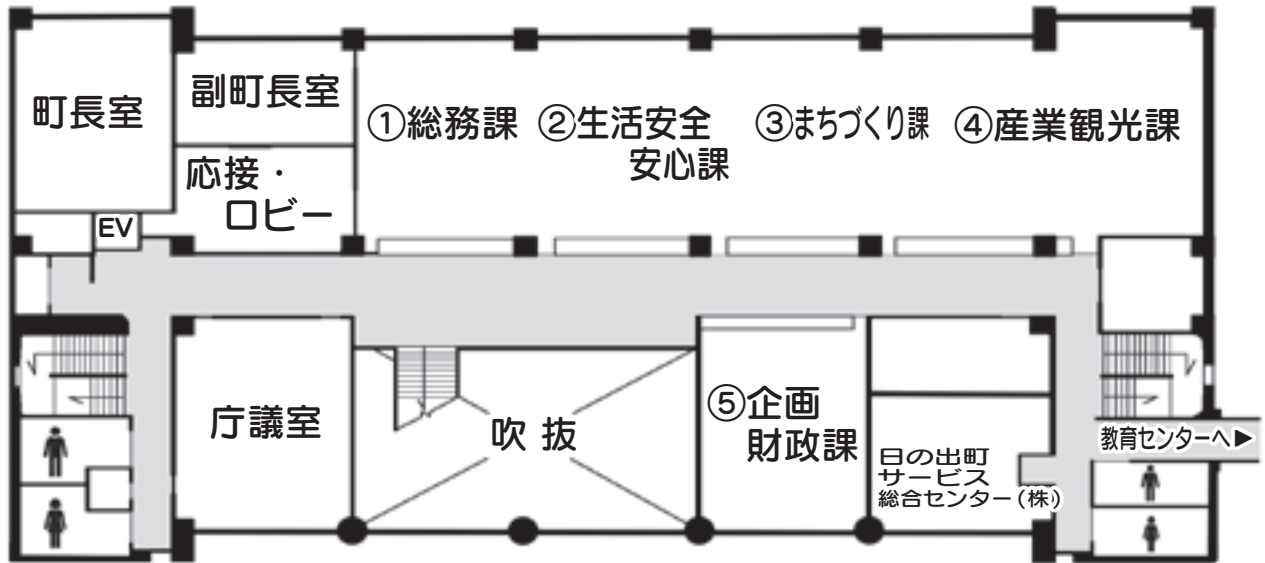 町長室
副町長室
応接・
ロビー
EV
①総務課
②生活安全
安心課
③まちづくり課
④産業観光課
庁議室
吹 抜
⑤企画
財政課
日の出町
サービス
総合センター(株)
教育センターへ▶